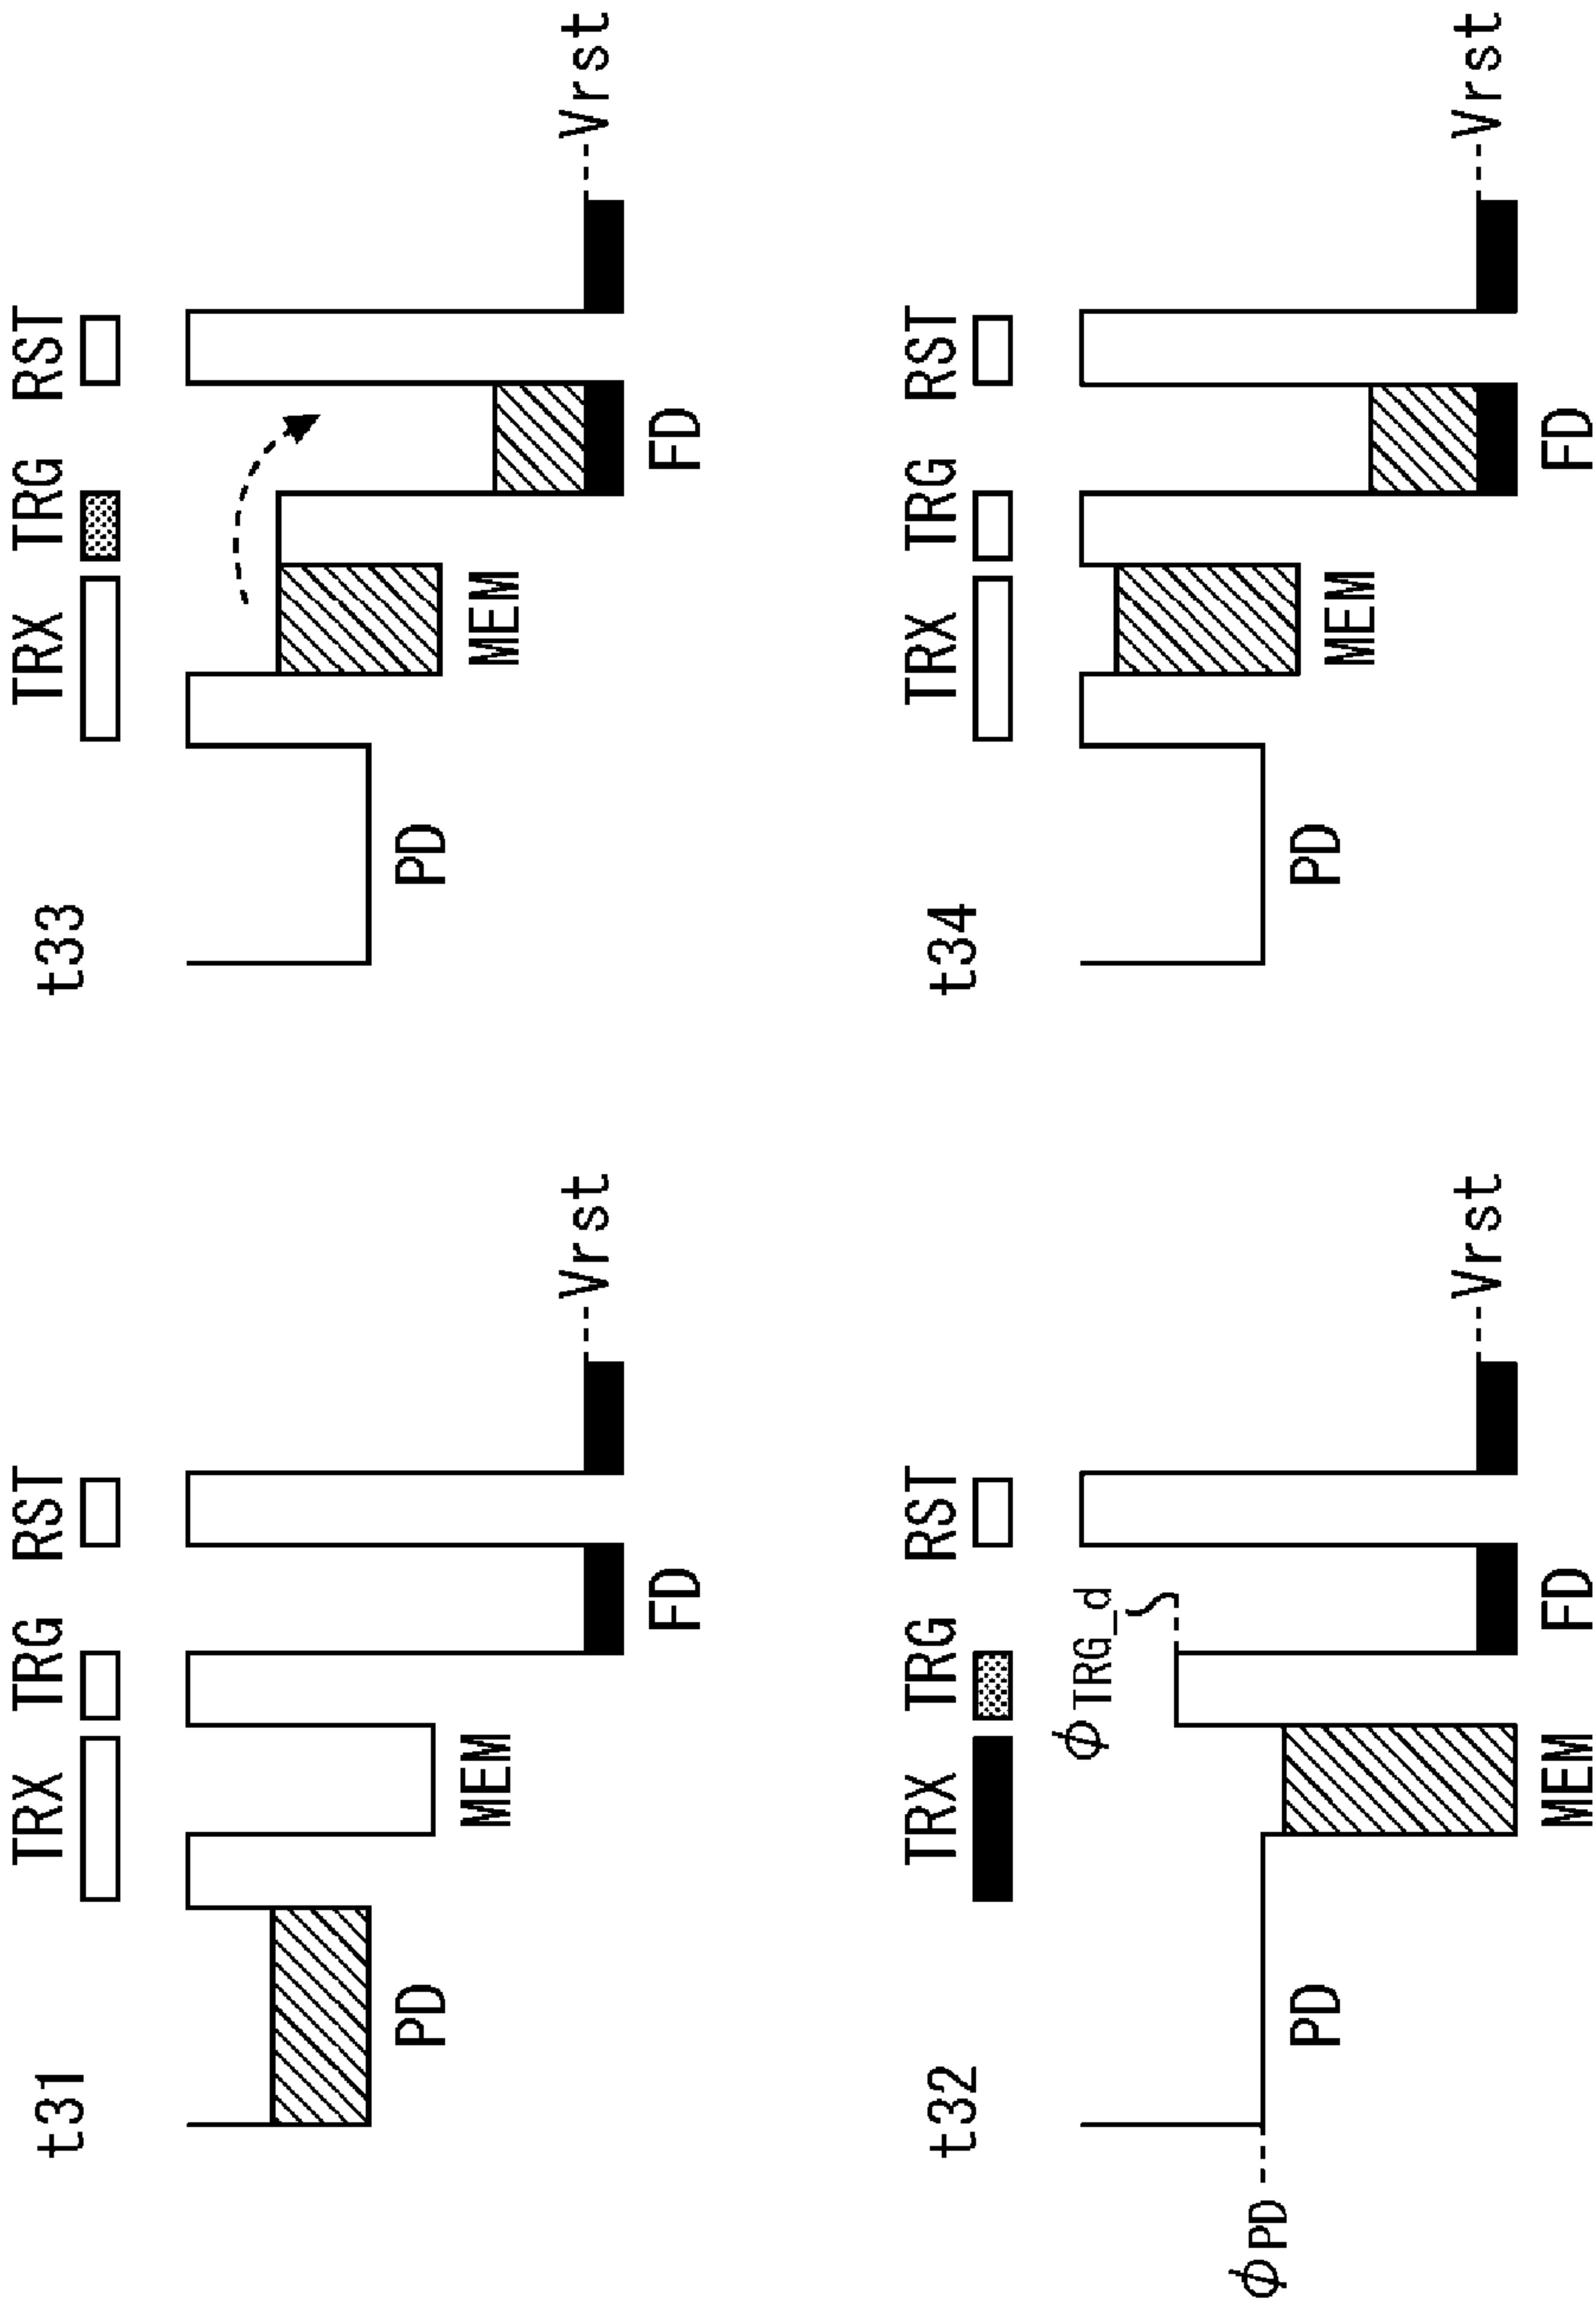 t31
TRX TRG RST
PD
MEM
FD
Vrst
t32
TRX TRG RST
φTRG_d
φPD
PD
MEM
FD
Vrst
t33
TRX TRG RST
PD
MEM
FD
Vrst
t34
TRX TRG RST
PD
MEM
FD
Vrst